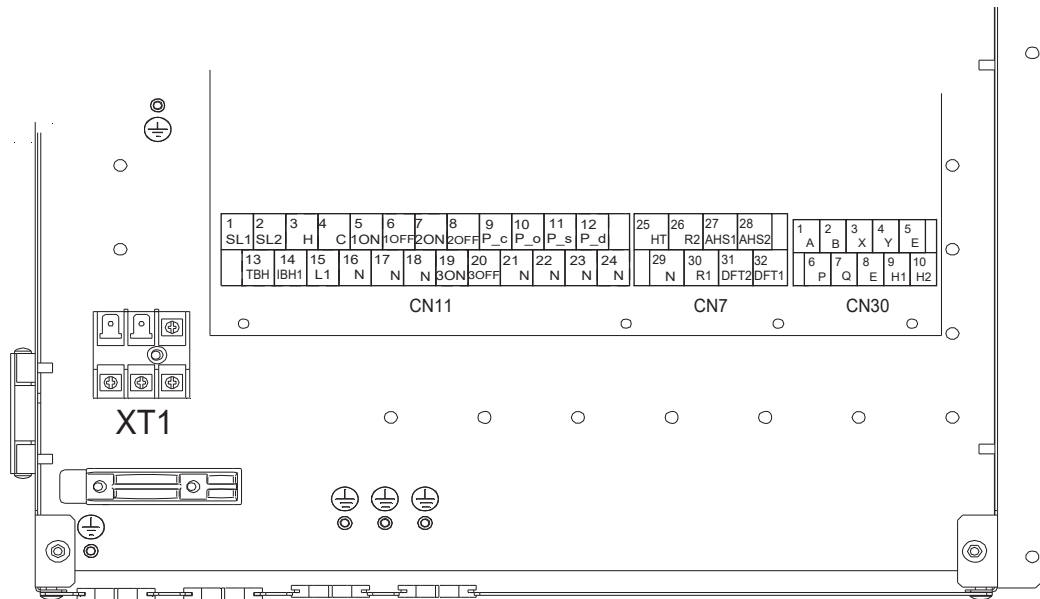 1 2 3 4 5 6 7 8 9 10 11 12
SL1 SL2 H C 1ON 1OFF 2ON 2OFF P_c P_o P_s P_d
13 14 15 16 17 18 19 20 21 22 23 24
TBH IBH1 L1 N N N 3ON 3OFF N N N N
CN11
25 26 27 28
HT R2 AHS1 AHS2
29 30 31 32
N R1 DFT2 DFT1
CN7
1 2 3 4 5
A B X Y E
6 7 8 9 10
P Q E H1 H2
CN30
XT1